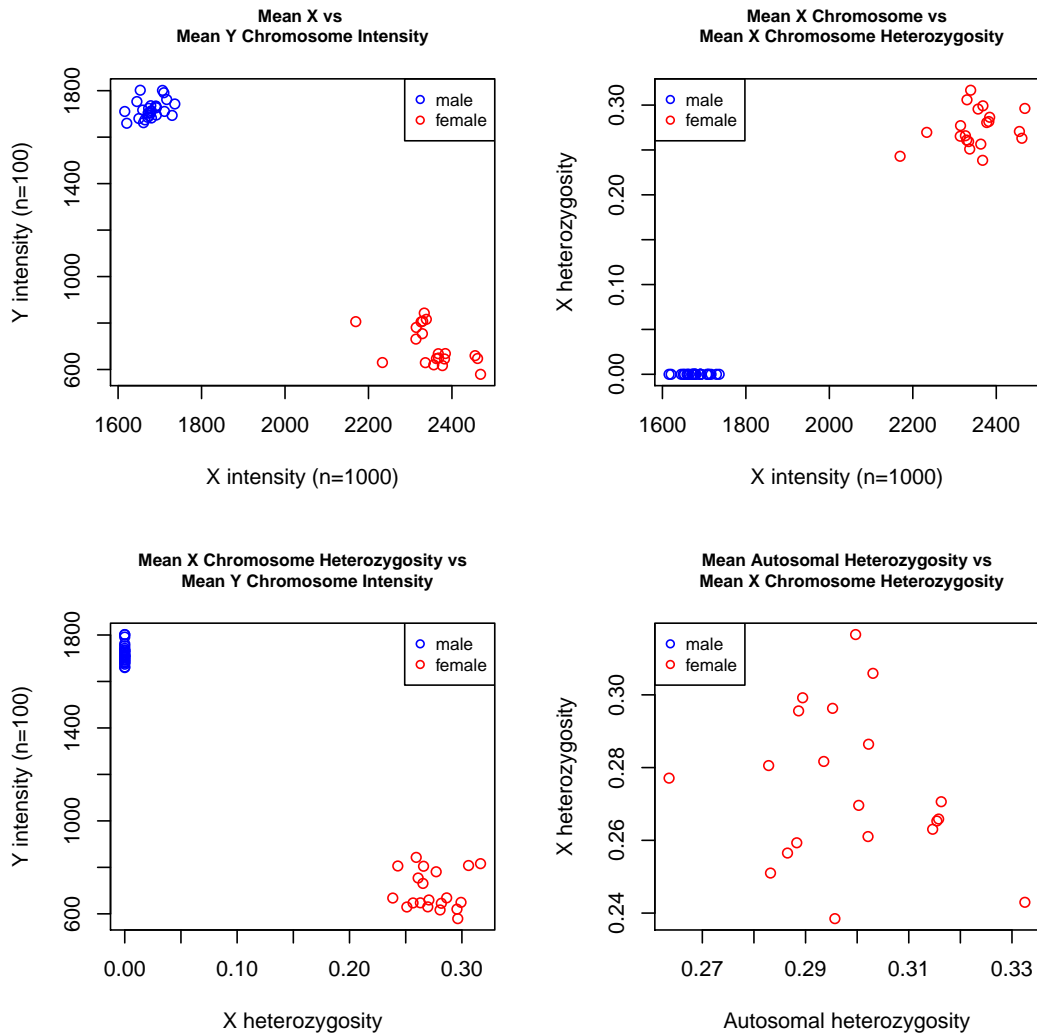 Mean X vs
Mean Y Chromosome Intensity
Y intensity (n=100)
1800
1400
1000
600
male
female
1600 1800 2000 2200 2400
X intensity (n=1000)
Mean X Chromosome vs
Mean X Chromosome Heterozygosity
X heterozygosity
0.30
0.20
0.10
0.00
male
female
1600 1800 2000 2200 2400
X intensity (n=1000)
Mean X Chromosome Heterozygosity vs
Mean Y Chromosome Intensity
Y intensity (n=100)
1800
1400
1000
600
male
female
0.00 0.10 0.20 0.30
X heterozygosity
Mean Autosomal Heterozygosity vs
Mean X Chromosome Heterozygosity
X heterozygosity
0.30
0.28
0.26
0.24
male
female
0.27 0.29 0.31 0.33
Autosomal heterozygosity